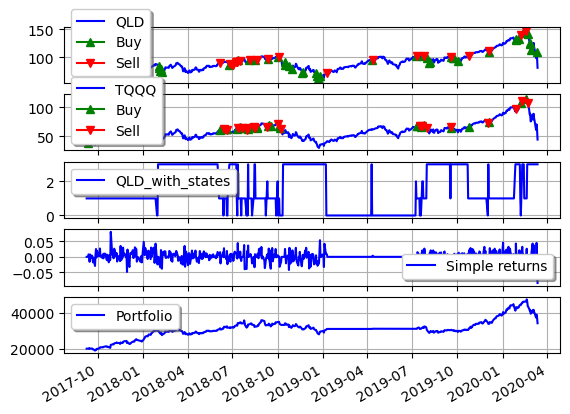 QLD
Buy
Sell
150
100
TQQQ
Buy
Sell
100
50
QLD_with_states
2
0
Simple returns
0.05
0.00
−0.05
Portfolio
40000
20000
2017-10
2018-01
2018-04
2018-07
2018-10
2019-01
2019-04
2019-07
2019-10
2020-01
2020-04